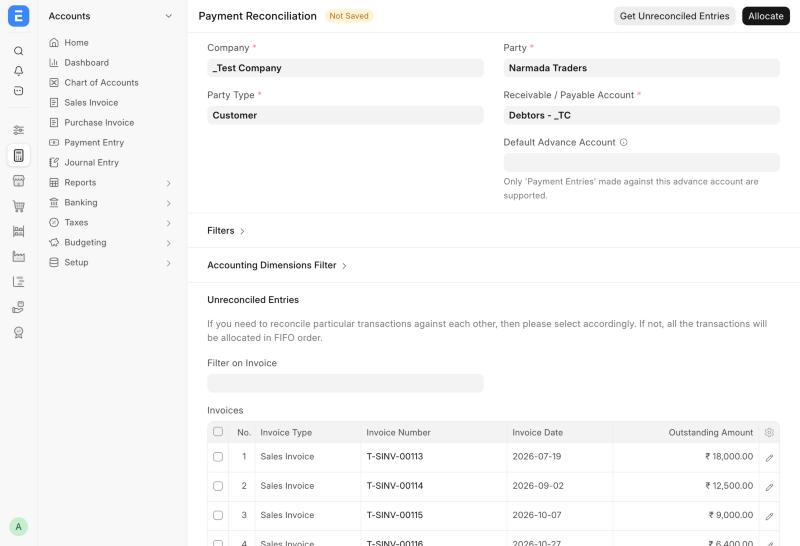 Accounts
Home
Dashboard
Chart of Accounts
Sales Invoice
Purchase Invoice
Payment Entry
Journal Entry
Reports
Banking
Taxes
Budgeting
Setup
A
Payment Reconciliation Not Saved Get Unreconciled Entries Allocate
Company * Party *
_Test Company Narmada Traders
Party Type * Receivable / Payable Account *
Customer Debtors - _TC
Default Advance Account
Only 'Payment Entries' made against this advance account are
supported.
Filters
Accounting Dimensions Filter
Unreconciled Entries
If you need to reconcile particular transactions against each other, then please select accordingly. If not, all the transactions will
be allocated in FIFO order.
Filter on Invoice
Invoices
No. Invoice Type Invoice Number Invoice Date Outstanding Amount
1 Sales Invoice T-SINV-00113 2026-07-19 ₹ 18,000.00
2 Sales Invoice T-SINV-00114 2026-09-02 ₹ 12,500.00
3 Sales Invoice T-SINV-00115 2026-10-07 ₹ 9,000.00
4 Sales Invoice T-SINV-00116 2026-10-27 ₹ 6,400.00